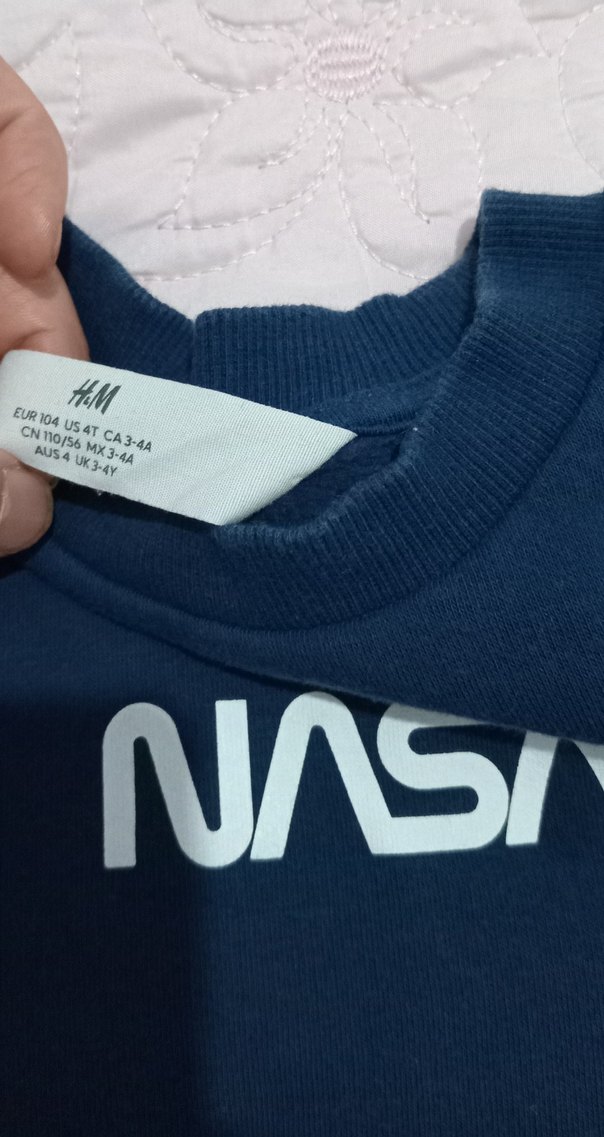 H&M
EUR 104 US 4T CA 3-4A
CN 110/56 MX 3-4A
AUS 4 UK 3-4Y
NASA